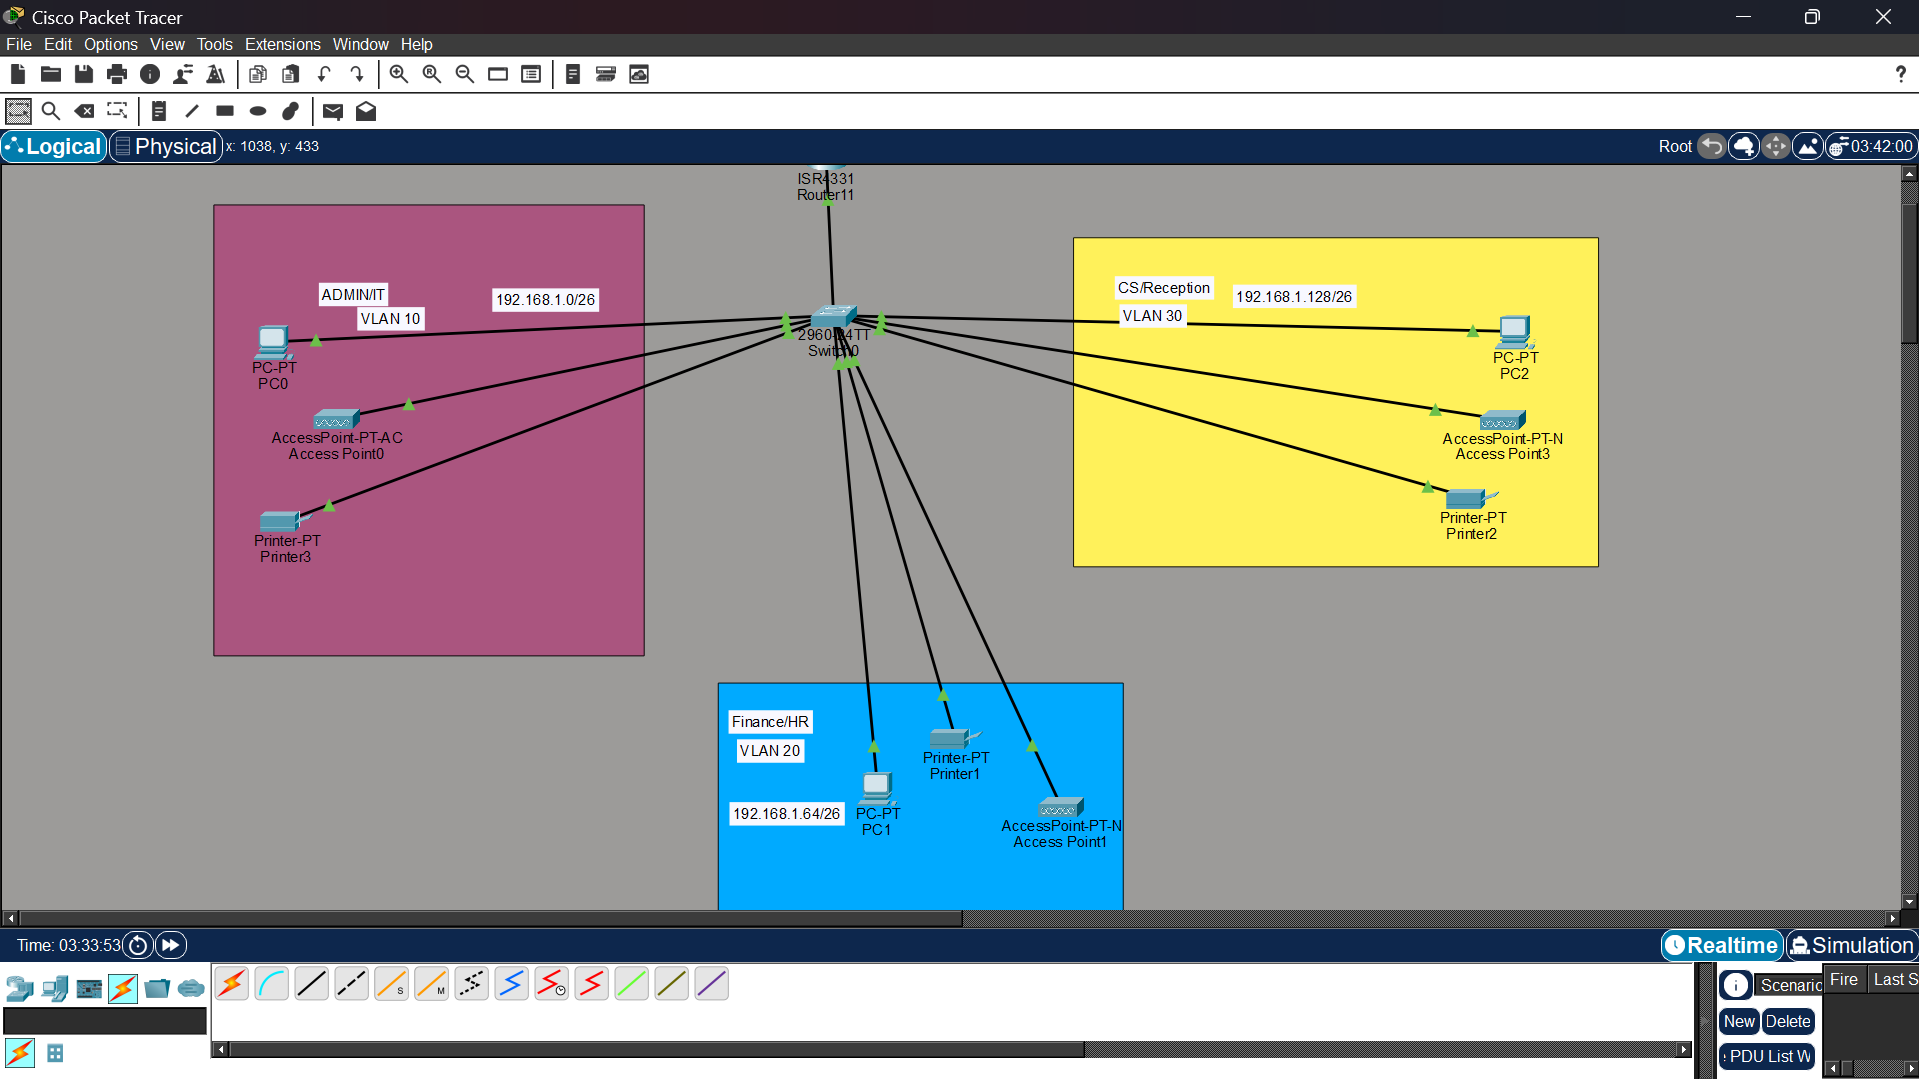 Cisco Packet Tracer
File Edit Options View Tools Extensions Window Help
?
Logical Physical x: 1038, y: 433 Root 03:42:00
ISR4331
Router11
ADMIN/IT
VLAN 10
192.168.1.0/26
PC-PT
PC0
AccessPoint-PT-AC
Access Point0
Printer-PT
Printer3
2960-24TT
Switch0
CS/Reception
VLAN 30
192.168.1.128/26
PC-PT
PC2
AccessPoint-PT-N
Access Point3
Printer-PT
Printer2
Finance/HR
VLAN 20
192.168.1.64/26
PC-PT
PC1
Printer-PT
Printer1
AccessPoint-PT-N
Access Point1
Time: 03:33:53 Realtime Simulation
S M
Scenaric Fire Last S
New Delete
PDU List W